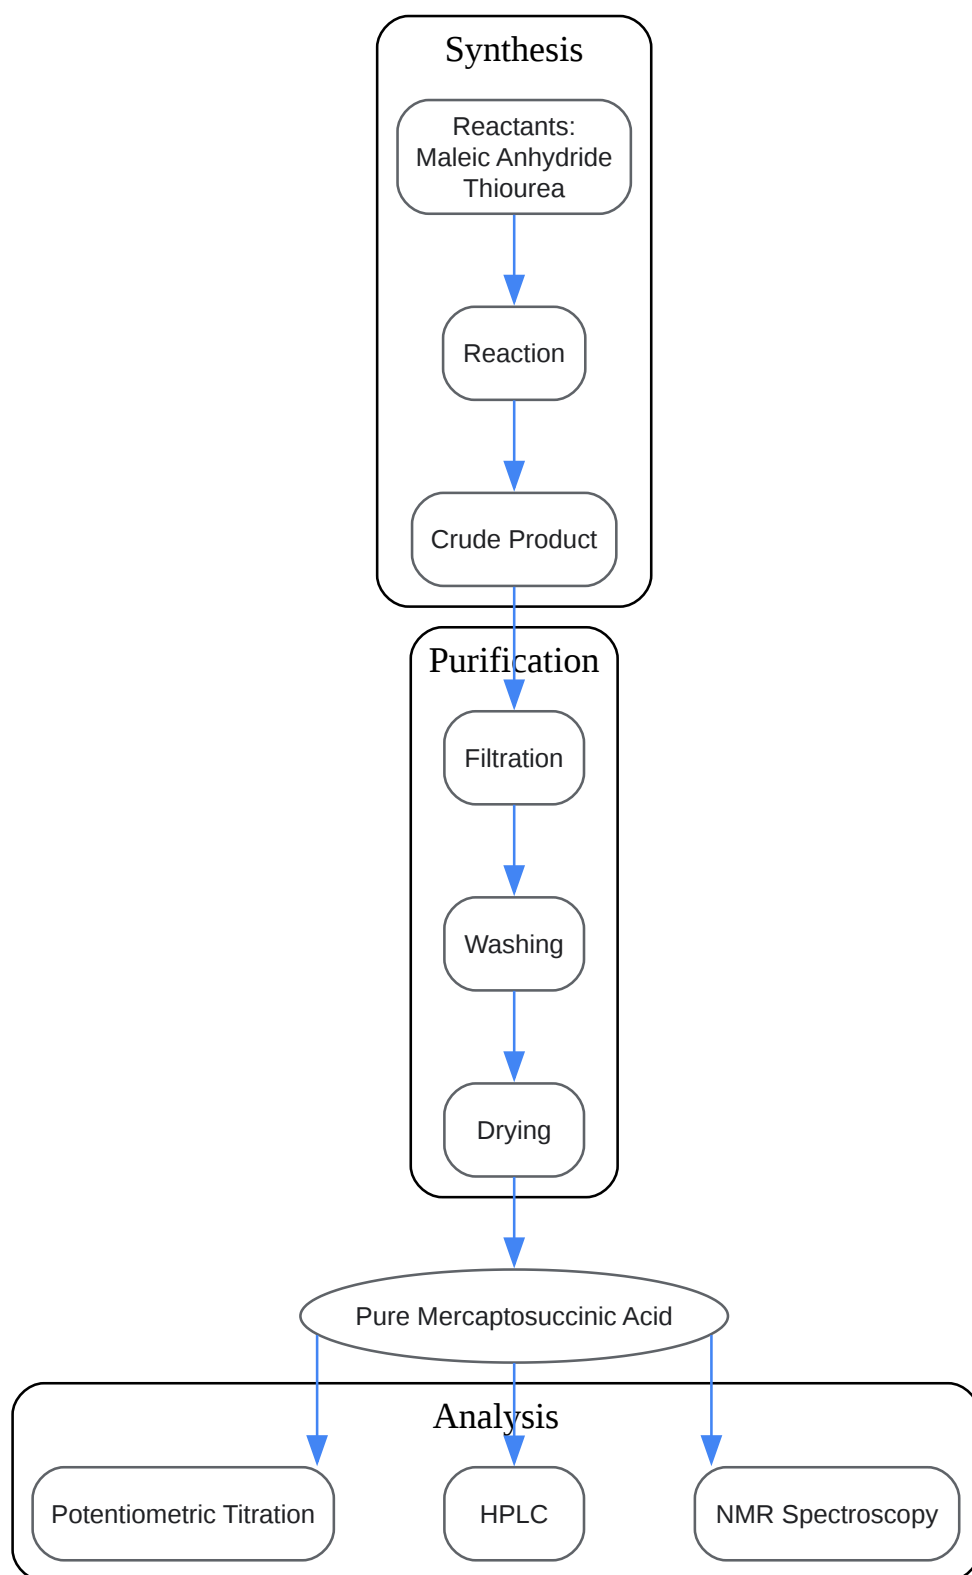 Synthesis
Reactants:
Maleic Anhydride
Thiourea
Reaction
Crude Product
Purification
Filtration
Washing
Drying
Pure Mercaptosuccinic Acid
Analysis
Potentiometric Titration
HPLC
NMR Spectroscopy